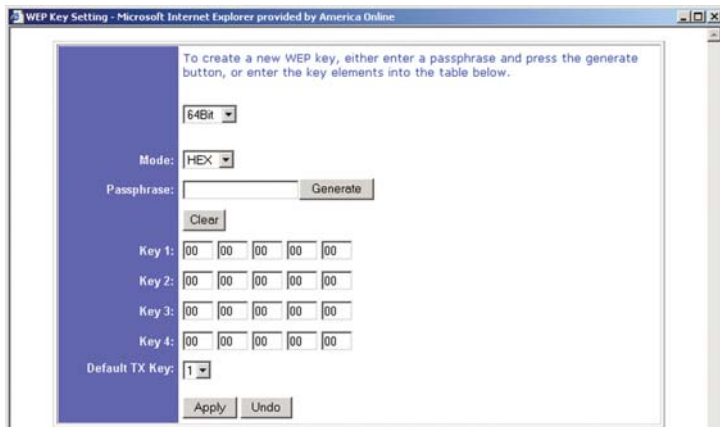 WEP Key Setting - Microsoft Internet Explorer provided by America Online
To create a new WEP key, either enter a passphrase and press the generate
button, or enter the key elements into the table below.
64Bit
Mode: HEX
Passphrase: Generate
Clear
Key 1: 00 00 00 00 00
Key 2: 00 00 00 00 00
Key 3: 00 00 00 00 00
Key 4: 00 00 00 00 00
Default TX Key: 1
Apply Undo